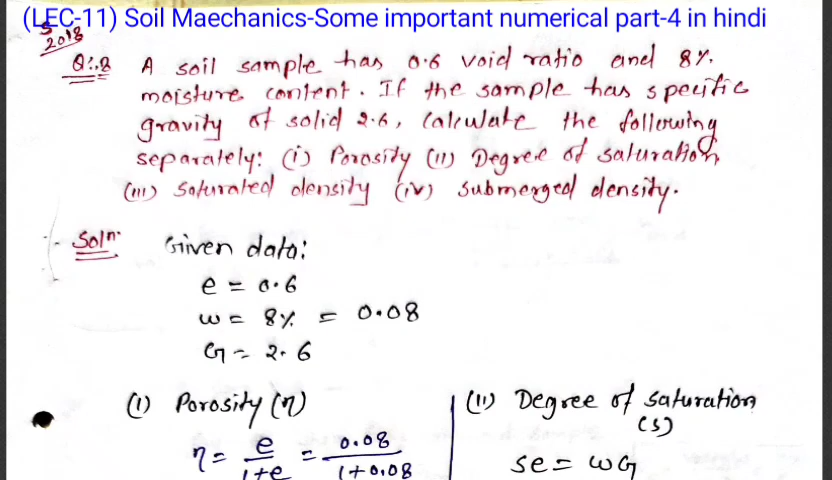 (LEC-11) Soil Maechanics-Some important numerical part-4 in hindi
S
2018
Q:.8 A soil sample has 0.6 void ratio and 8%.
moisture content. If the sample has specific
gravity of solid 2.6, calculate the following
separately: (i) Porosity (ii) Degree of saturation
(iii) saturated density (iv) submerged density.
Soln. Given data:
e = 0.6
w = 8% = 0.08
G = 2.6
(i) Porosity (η)
η = e/1+e = 0.08/1+0.08
(ii) Degree of saturation
(S)
se = wG